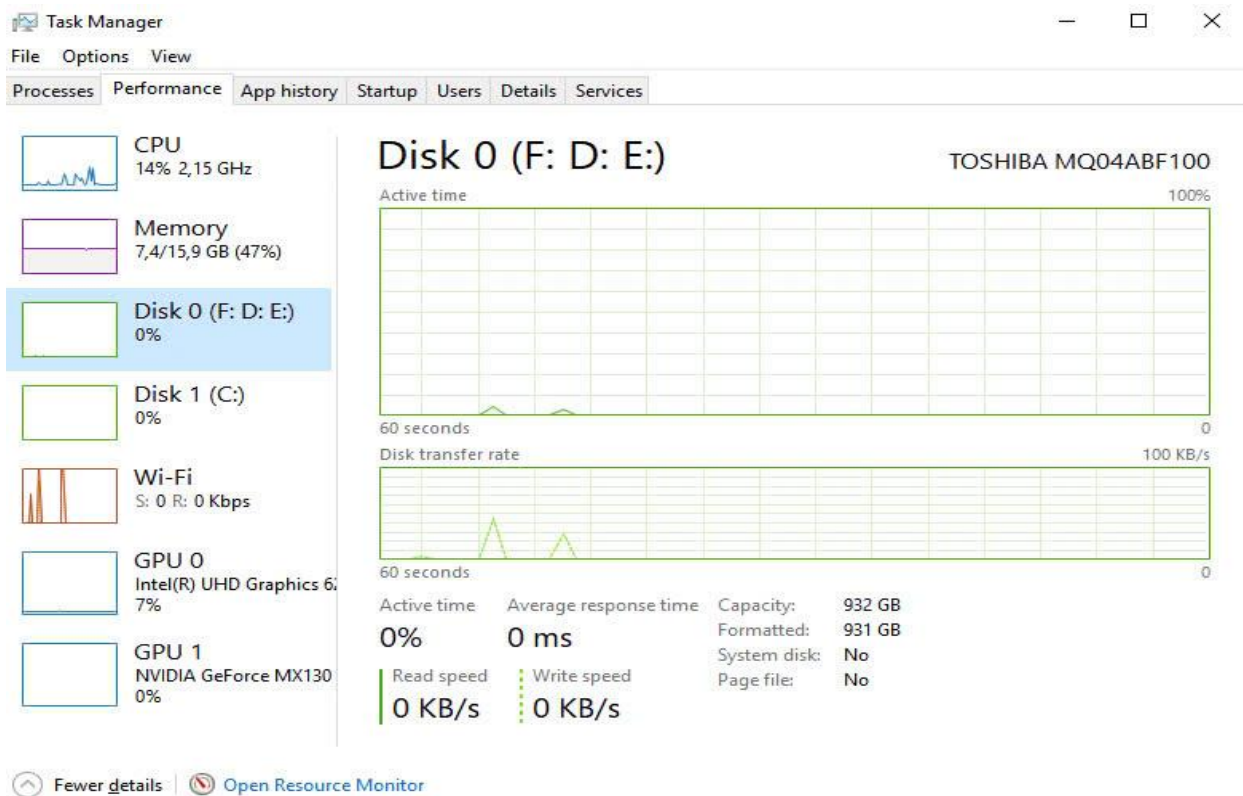 Task Manager
File Options View
Processes Performance App history Startup Users Details Services
CPU
14% 2,15 GHz
Memory
7,4/15,9 GB (47%)
Disk 0 (F: D: E:)
0%
Disk 1 (C:)
0%
Wi-Fi
S: 0 R: 0 Kbps
GPU 0
Intel(R) UHD Graphics
7%
GPU 1
NVIDIA GeForce MX130
0%
Disk 0 (F: D: E:) TOSHIBA MQ04ABF100
Active time 100%
60 seconds 0
Disk transfer rate 100 KB/s
60 seconds 0
Active time Average response time
0% 0 ms
Read speed Write speed
0 KB/s 0 KB/s
Capacity: 932 GB
Formatted: 931 GB
System disk: No
Page file: No
Fewer details Open Resource Monitor